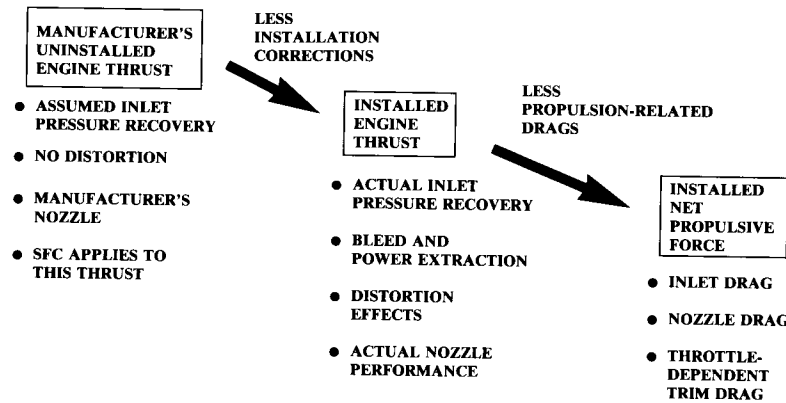 MANUFACTURER'S
UNINSTALLED
ENGINE THRUST
● ASSUMED INLET
PRESSURE RECOVERY
● NO DISTORTION
● MANUFACTURER'S
NOZZLE
● SFC APPLIES TO
THIS THRUST
LESS
INSTALLATION
CORRECTIONS
INSTALLED
ENGINE
THRUST
● ACTUAL INLET
PRESSURE RECOVERY
● BLEED AND
POWER EXTRACTION
● DISTORTION
EFFECTS
● ACTUAL NOZZLE
PERFORMANCE
LESS
PROPULSION-RELATED
DRAGS
INSTALLED
NET
PROPULSIVE
FORCE
● INLET DRAG
● NOZZLE DRAG
● THROTTLE-
DEPENDENT
TRIM DRAG